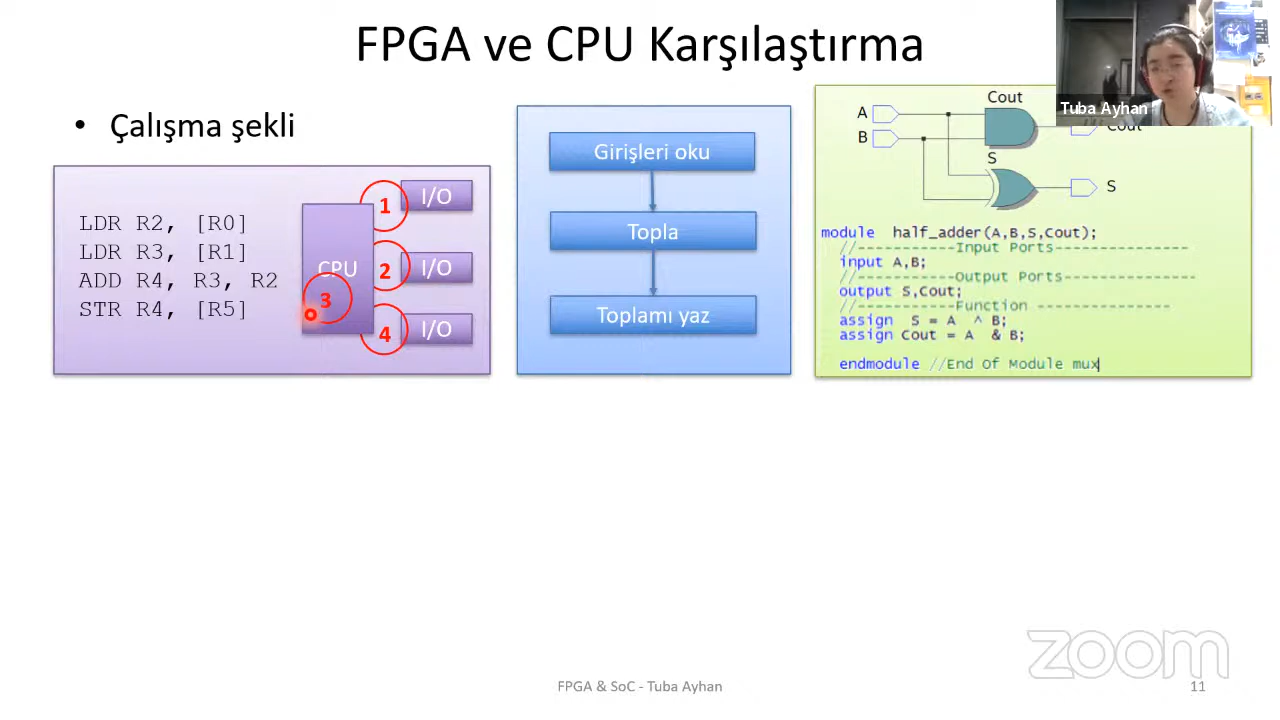 FPGA ve CPU Karşılaştırma
Tuba Ayhan
• Çalışma şekli
LDR R2, [R0]
LDR R3, [R1]
ADD R4, R3, R2
STR R4, [R5]
CPU
1
I/O
2
I/O
3
4
I/O
Girişleri oku
Topla
Toplamı yaz
A
B
Cout
Cout
S
S
module half_adder(A,B,S,Cout);
//-----------Input Ports---------------
input A,B;
//-----------Output Ports---------------
output S,Cout;
//-----------Function ---------------
assign S = A ^ B;
assign Cout = A & B;
endmodule //End Of Module mux
zoom
FPGA & SoC - Tuba Ayhan
11